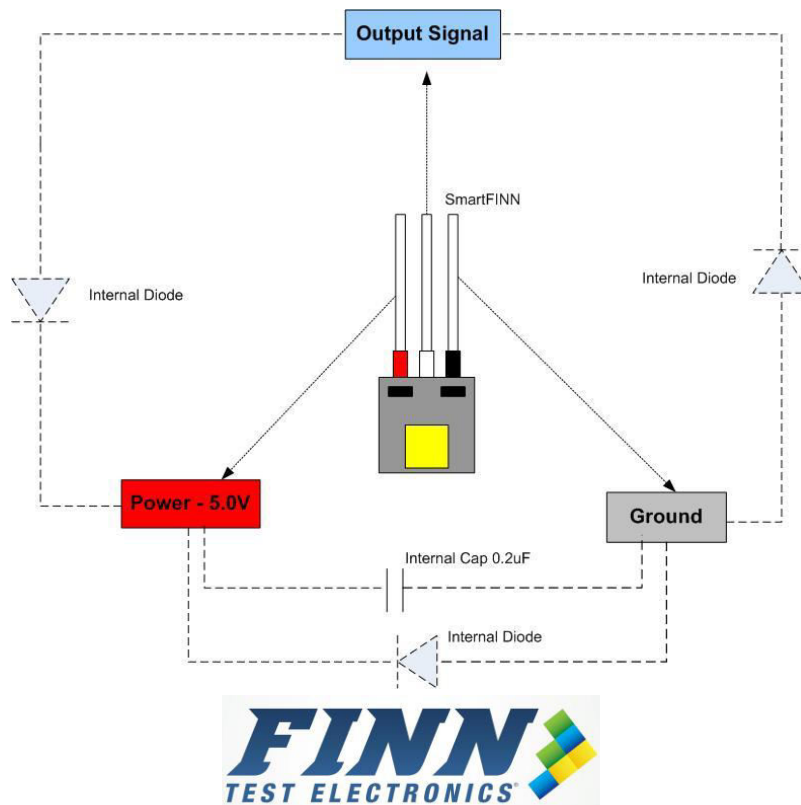 Output Signal
SmartFINN
Internal Diode
Internal Diode
Power - 5.0V
Ground
Internal Cap 0.2uF
Internal Diode
FINN
TEST ELECTRONICS